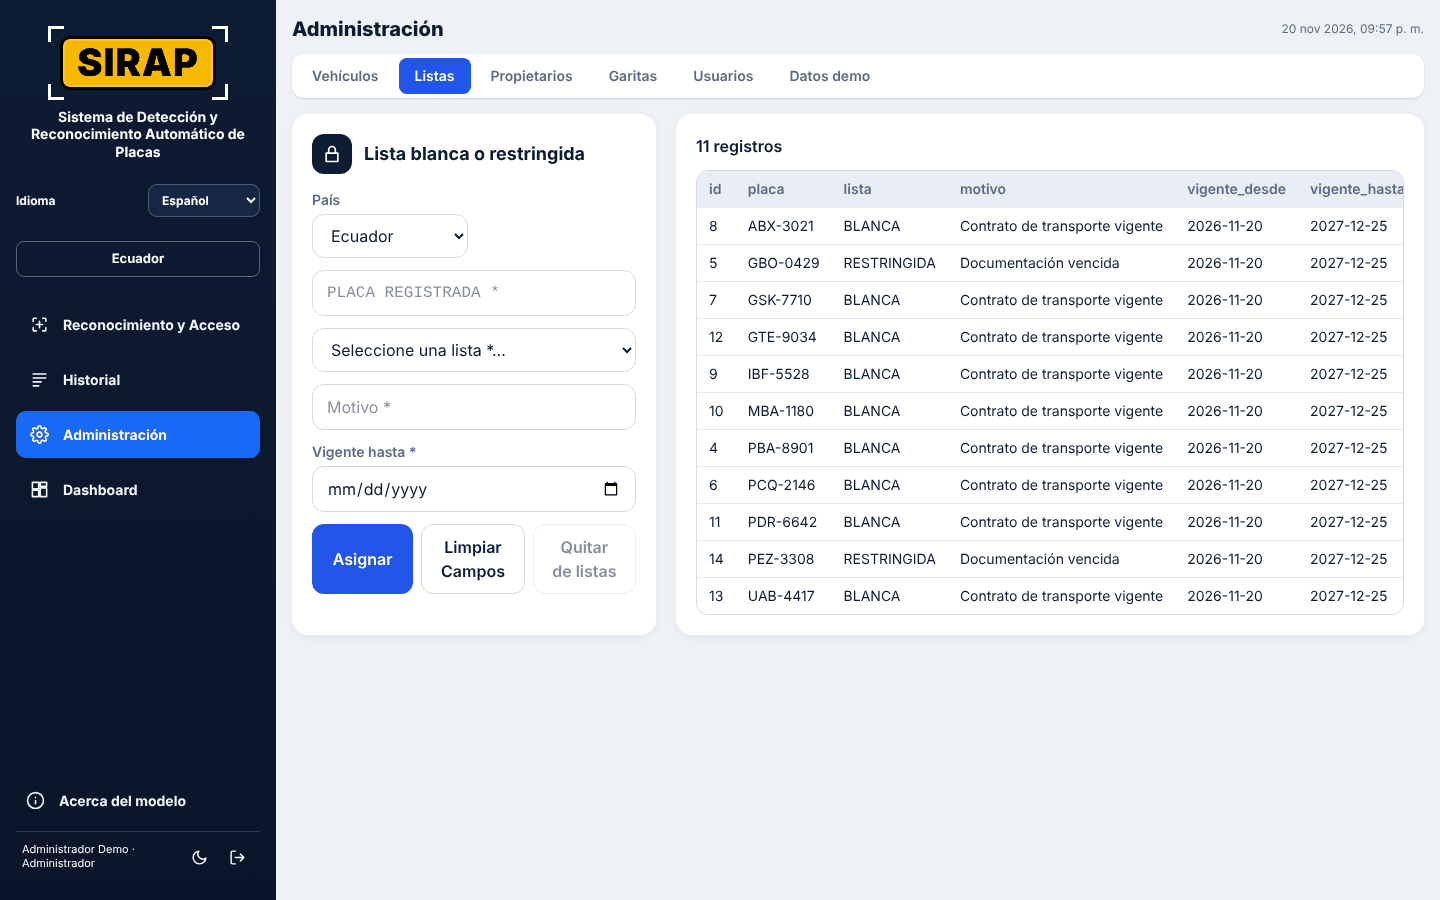 SIRAP
Sistema de Detección y
Reconocimiento Automático de
Placas
Idioma
Español
Ecuador
Reconocimiento y Acceso
Historial
Administración
Dashboard
Acerca del modelo
Administrador Demo ·
Administrador
Administración
20 nov 2026, 09:57 p. m.
Vehículos Listas Propietarios Garitas Usuarios Datos demo
Lista blanca o restringida
País
Ecuador
PLACA REGISTRADA *
Seleccione una lista *...
Motivo *
Vigente hasta *
mm/dd/yyyy
Asignar
Limpiar
Campos
Quitar
de listas
11 registros
id placa lista motivo vigente_desde vigente_hasta
8 ABX-3021 BLANCA Contrato de transporte vigente 2026-11-20 2027-12-25
5 GBO-0429 RESTRINGIDA Documentación vencida 2026-11-20 2027-12-25
7 GSK-7710 BLANCA Contrato de transporte vigente 2026-11-20 2027-12-25
12 GTE-9034 BLANCA Contrato de transporte vigente 2026-11-20 2027-12-25
9 IBF-5528 BLANCA Contrato de transporte vigente 2026-11-20 2027-12-25
10 MBA-1180 BLANCA Contrato de transporte vigente 2026-11-20 2027-12-25
4 PBA-8901 BLANCA Contrato de transporte vigente 2026-11-20 2027-12-25
6 PCQ-2146 BLANCA Contrato de transporte vigente 2026-11-20 2027-12-25
11 PDR-6642 BLANCA Contrato de transporte vigente 2026-11-20 2027-12-25
14 PEZ-3308 RESTRINGIDA Documentación vencida 2026-11-20 2027-12-25
13 UAB-4417 BLANCA Contrato de transporte vigente 2026-11-20 2027-12-25